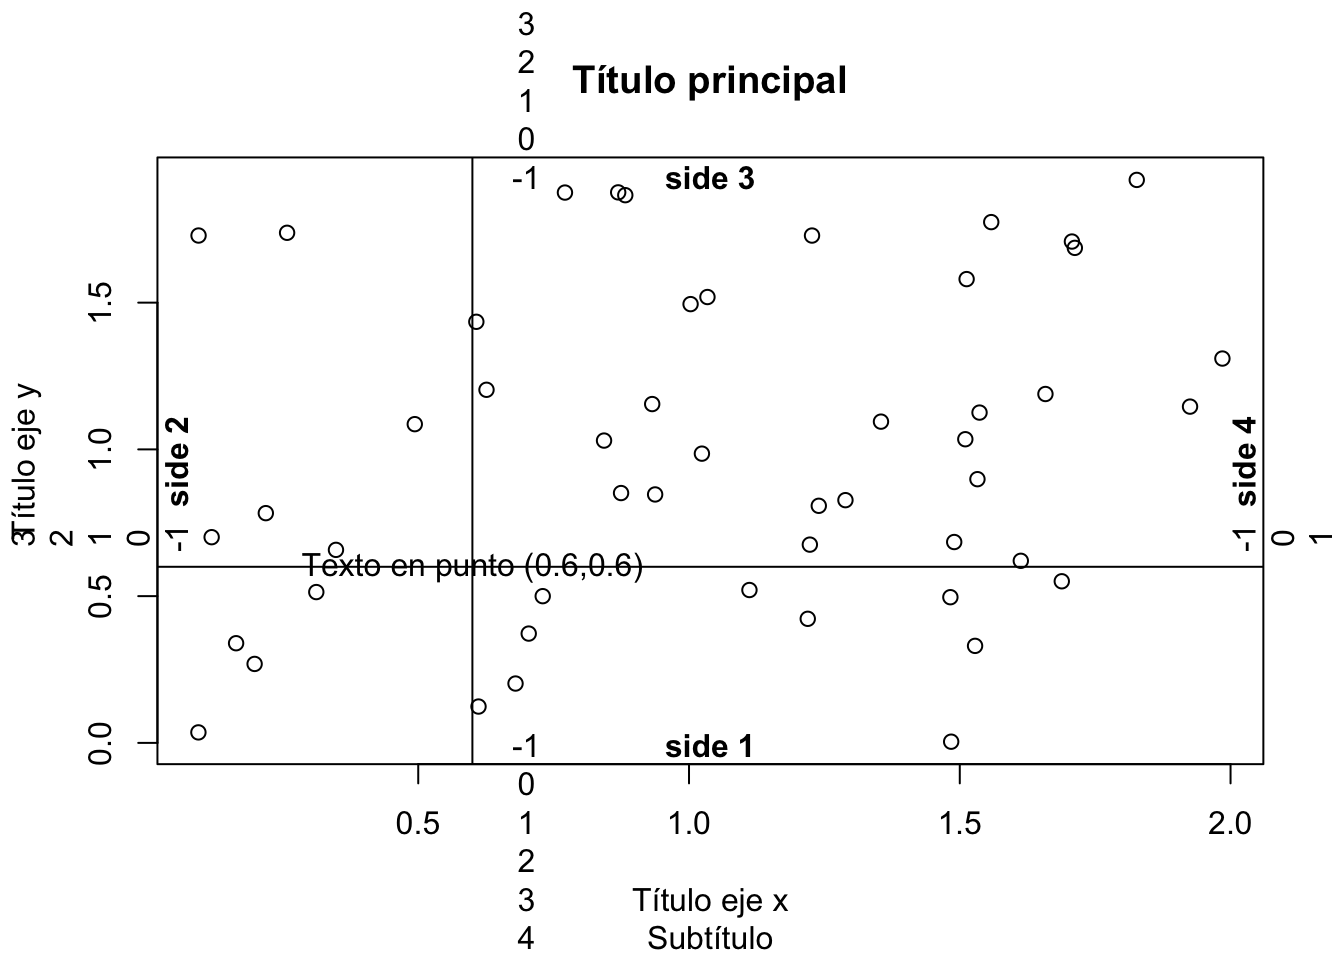 3
2
Título principal
1
0
-1 side 3
1.5
1.0
0.5
0.0
Título eje y
3
2
1
0
-1 side 2
Texto en punto (0.6,0.6)
-1 side 4
0
1
-1 side 1
0
0.5 1 1.0 1.5 2.0
2
3 Título eje x
4 Subtítulo